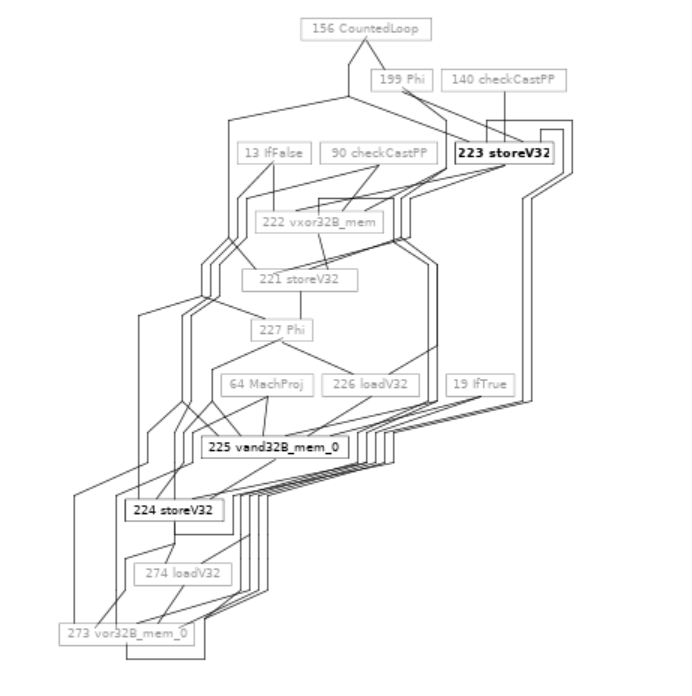 156 CountedLoop
199 Phi
140 checkCastPP
13 IfFalse
90 checkCastPP
223 storeV32
222 vxor32B_mem
221 storeV32
227 Phi
64 MachProj
226 loadV32
19 IfTrue
225 vand32B_mem_0
224 storeV32
274 loadV32
273 vor32B_mem_0